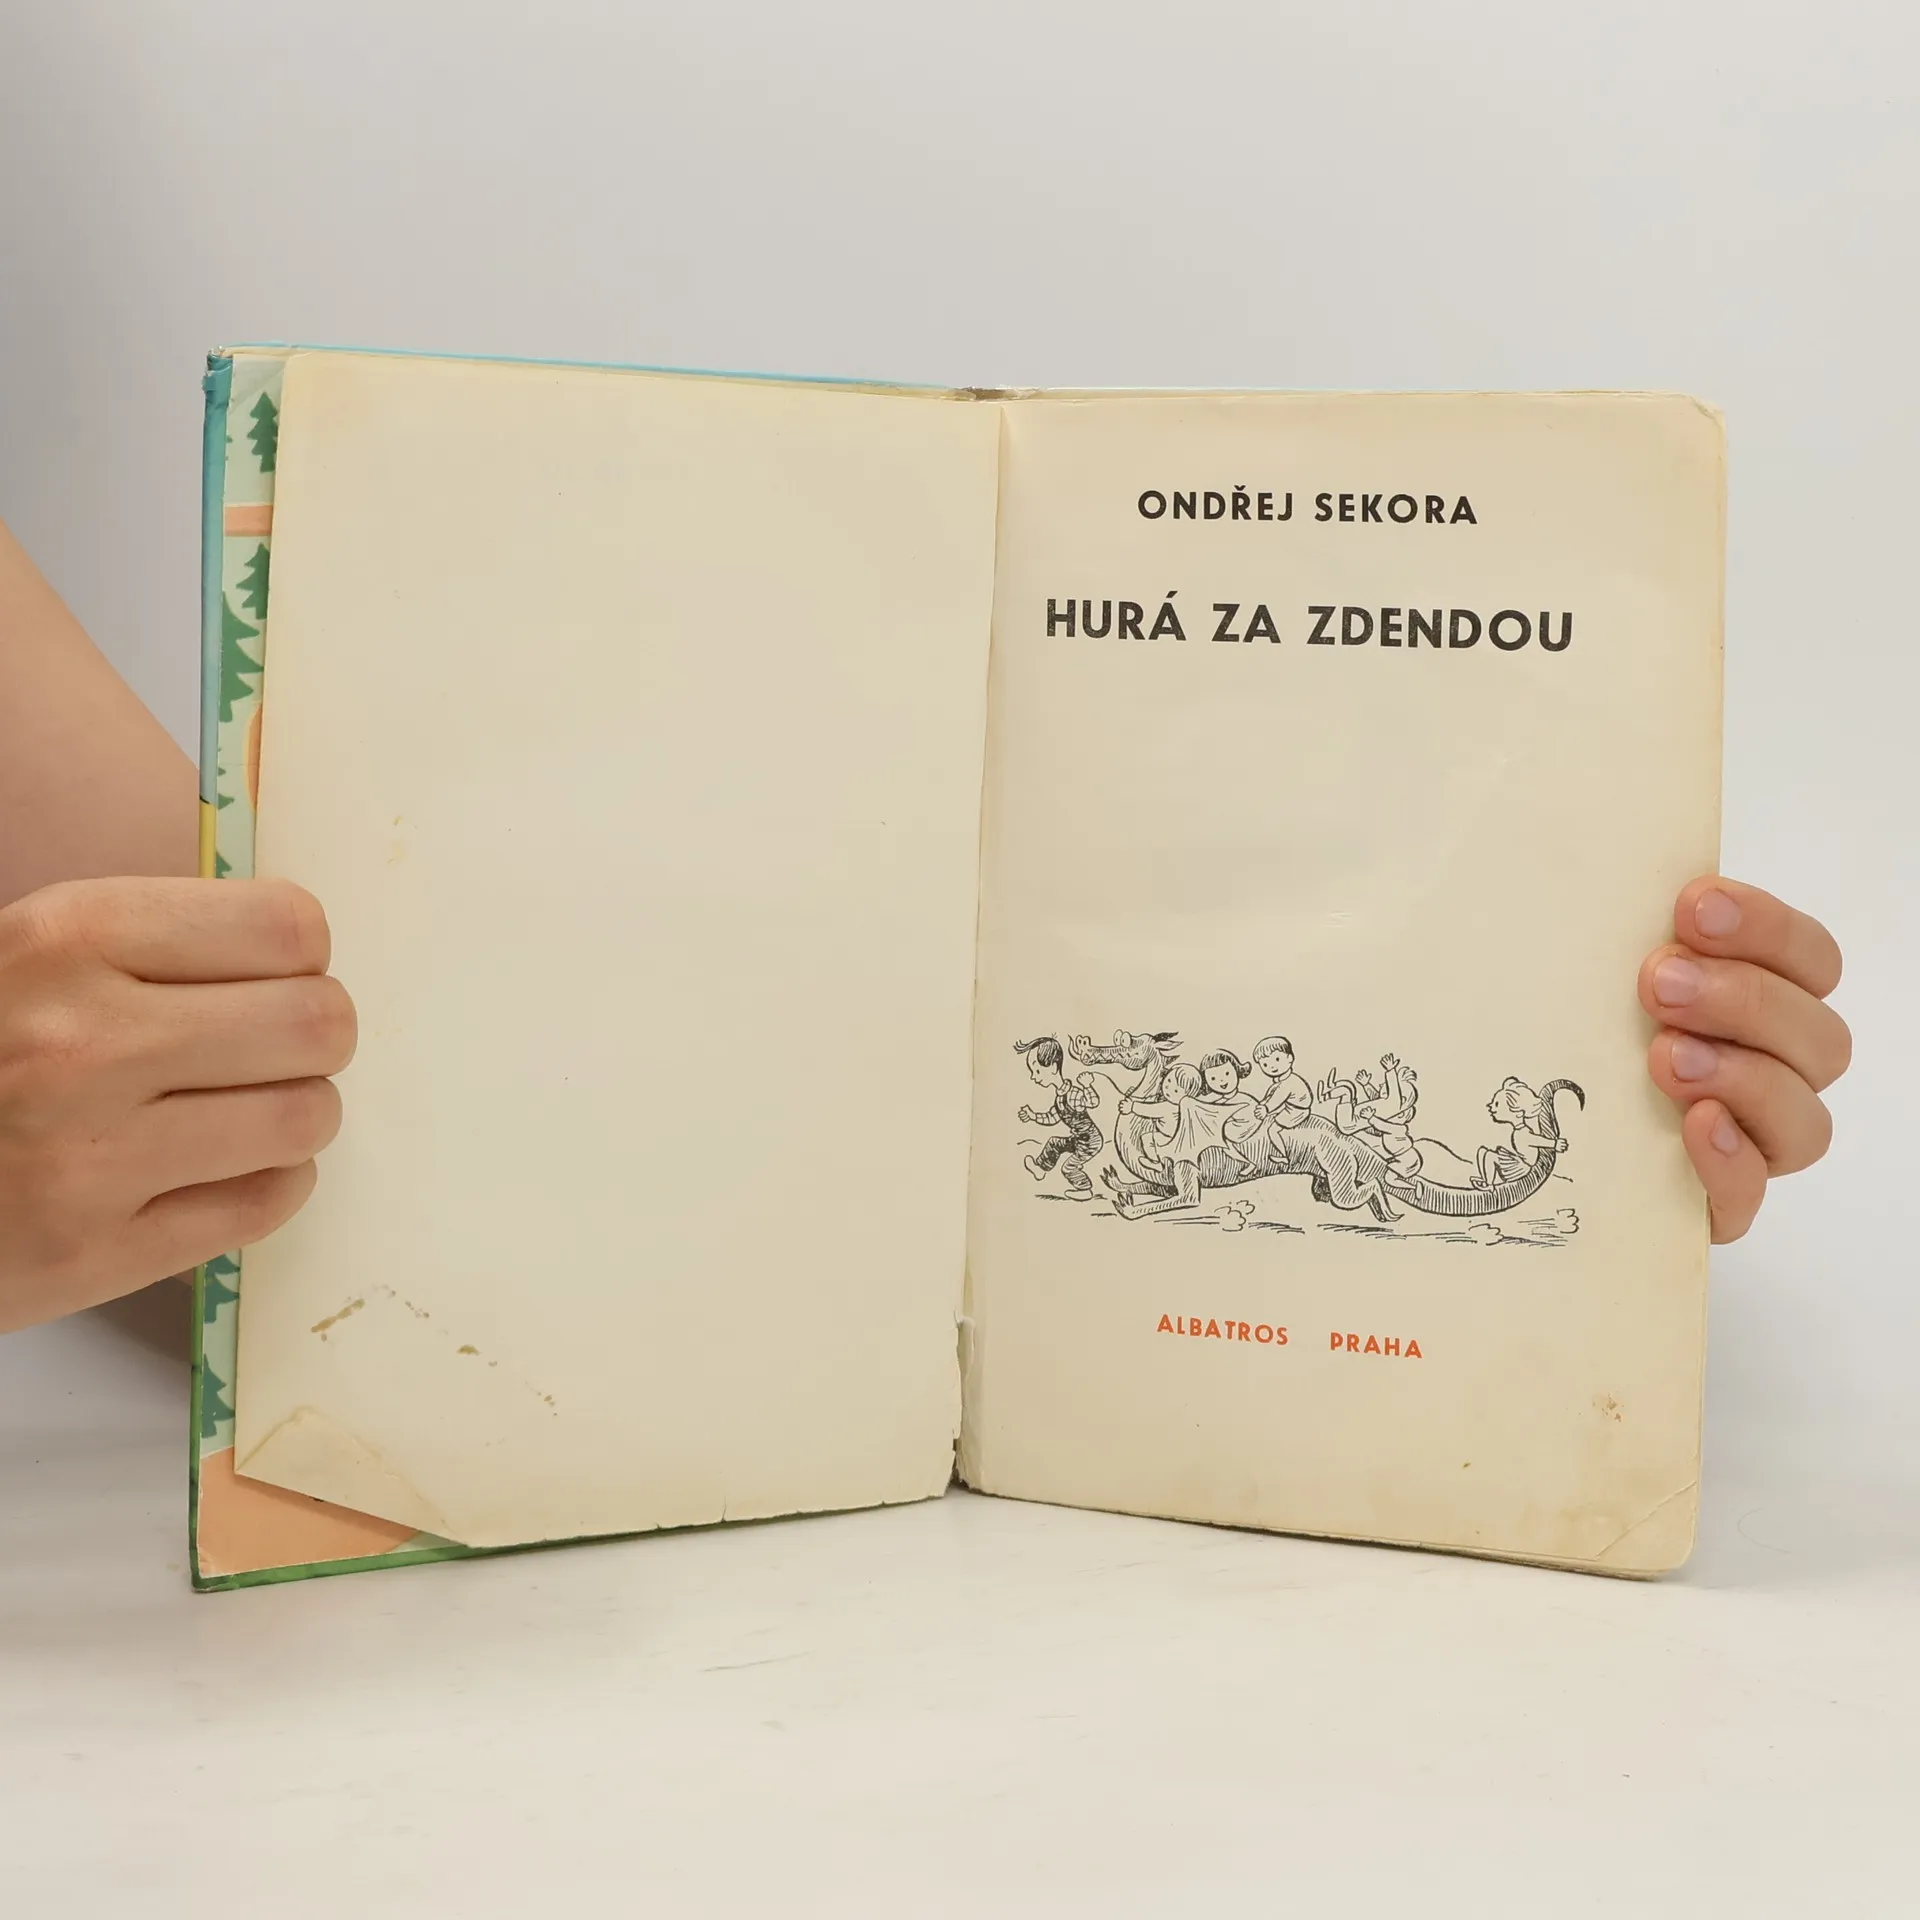 ONDŘEJ SEKORA
HURÁ ZA ZDENDOU
ALBATROS PRAHA